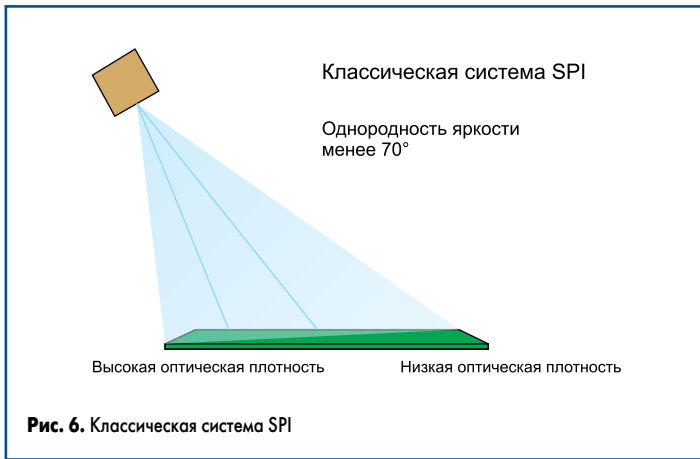 Классическая система SPI
Однородность яркости
менее 70°
Высокая оптическая плотность
Низкая оптическая плотность
Рис. 6. Классическая система SPI